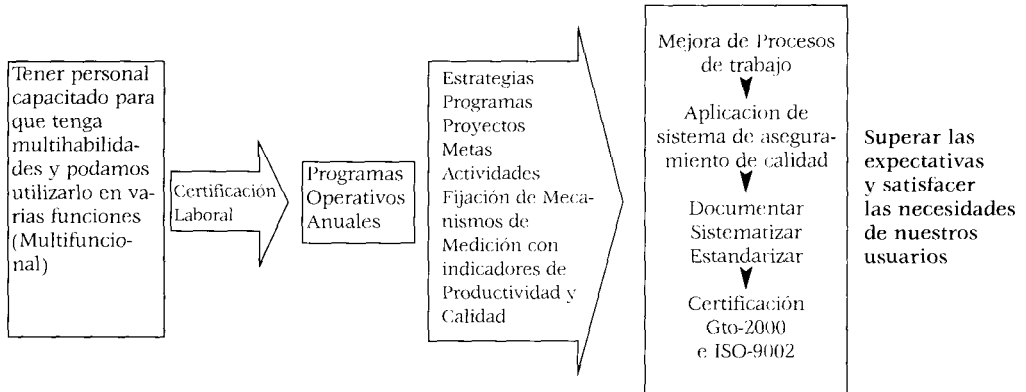 Tener personal
capacitado para
que tenga
multihabilida-
des y podamos
utilizarlo en va-
rias funciones
(Multifuncio-
nal)
Certificación
Laboral
Programas
Operativos
Anuales
Estrategias
Programas
Proyectos
Metas
Actividades
Fijación de Meca-
nismos de
Medición con
indicadores de
Productividad y
Calidad
Mejora de Procesos
de trabajo
Aplicacion de
sistema de asegura-
miento de calidad
Documentar
Sistematizar
Estandarizar
Certificación
Gto-2000
e ISO-9002
Superar las
expectativas
y satisfacer
las necesidades
de nuestros
usuarios